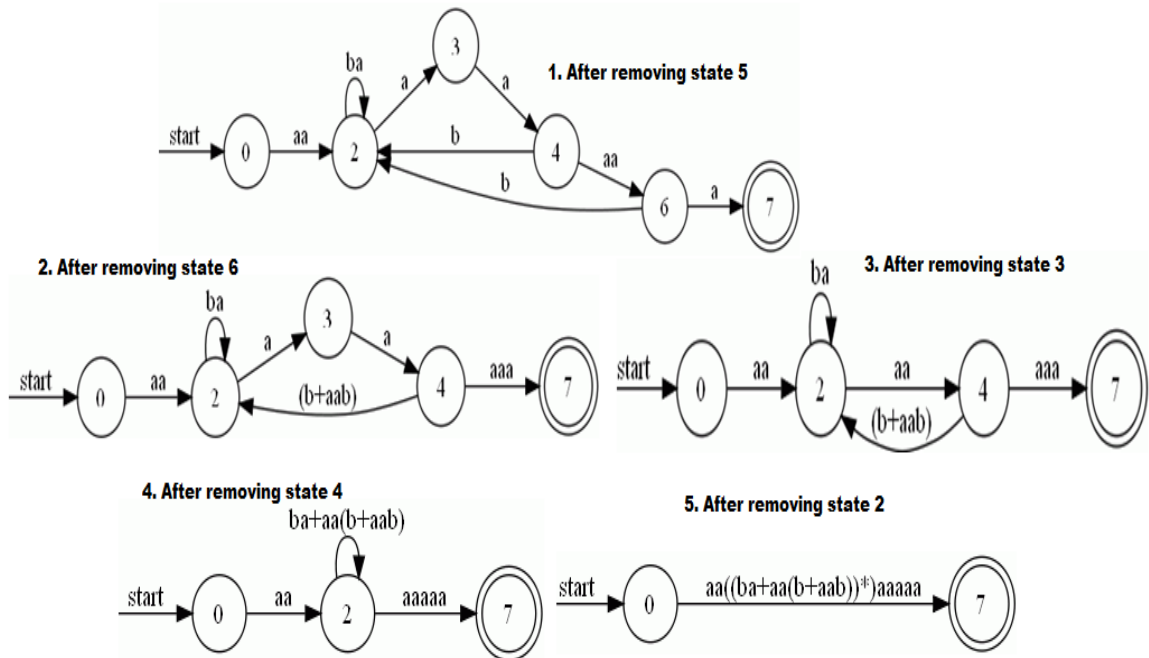 1. After removing state 5
start
0
aa
2
ba
a
3
a
4
b
aa
b
6
a
7
2. After removing state 6
start
0
aa
2
ba
a
3
a
4
(b+aab)
aaa
7
3. After removing state 3
start
0
aa
2
ba
aa
4
(b+aab)
aaa
7
4. After removing state 4
start
0
aa
2
ba+aa(b+aab)
aaaaa
7
5. After removing state 2
start
0
aa((ba+aa(b+aab))*)aaaaa
7